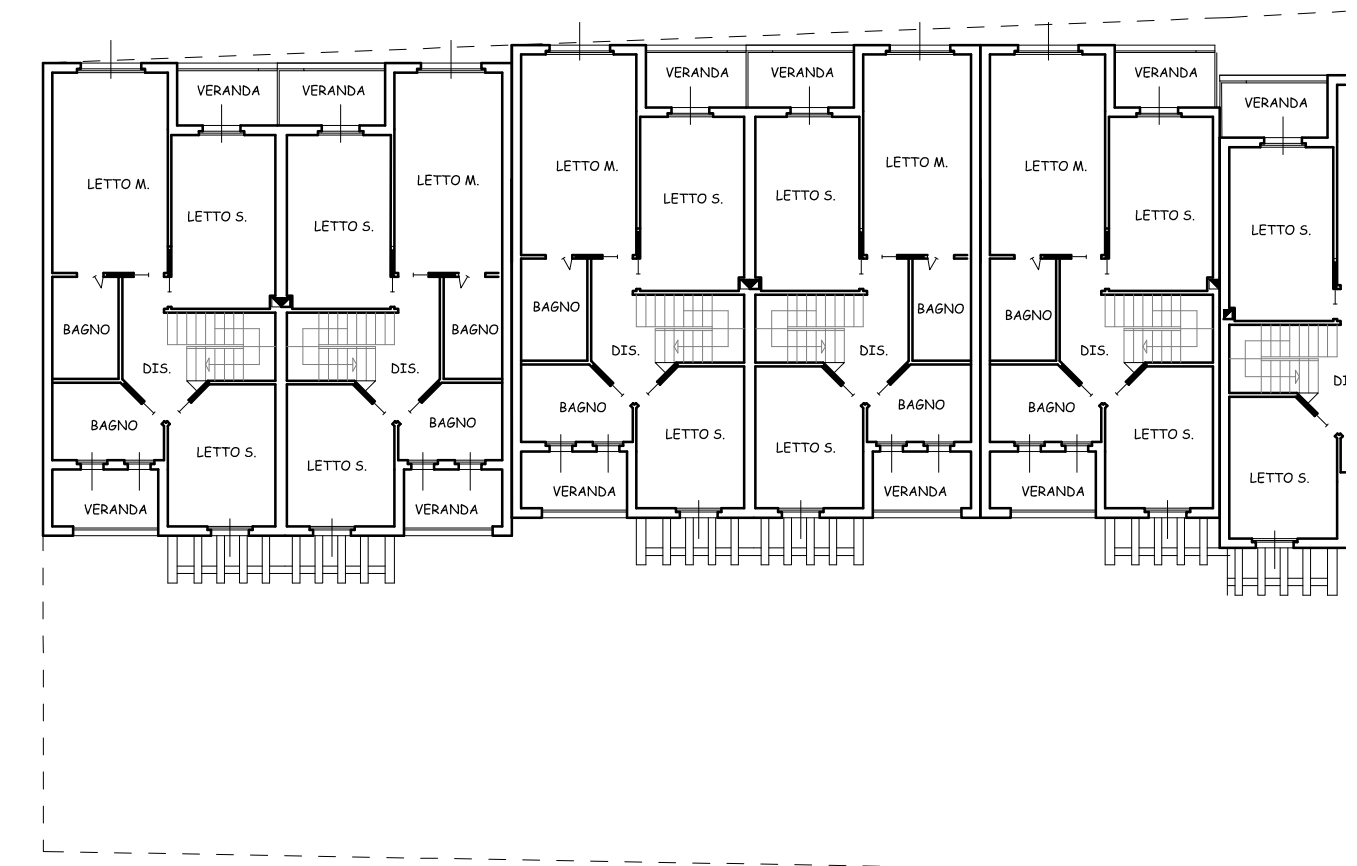 VERANDA
VERANDA
VERANDA
VERANDA
VERANDA
VERANDA
LETTO M.
LETTO M.
LETTO M.
LETTO M.
LETTO M.
LETTO S.
LETTO S.
LETTO S.
LETTO S.
LETTO S.
LETTO S.
BAGNO
BAGNO
BAGNO
BAGNO
BAGNO
DIS.
DIS.
DIS.
DIS.
DIS.
BAGNO
BAGNO
BAGNO
BAGNO
BAGNO
LETTO S.
LETTO S.
LETTO S.
LETTO S.
LETTO S.
LETTO S.
VERANDA
VERANDA
VERANDA
VERANDA
VERANDA